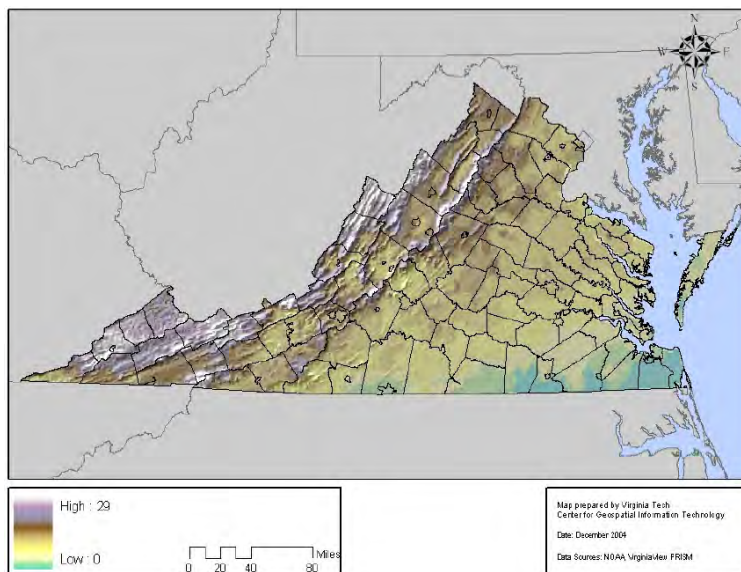 N
W E
S
High : 29
Low : 0
Miles
0 20 40 80
Map prepared by Virginia Tech
Center for Geospatial Information Technology
Date: December 2004
Data Sources: NOAA, VirginiaView PRISM